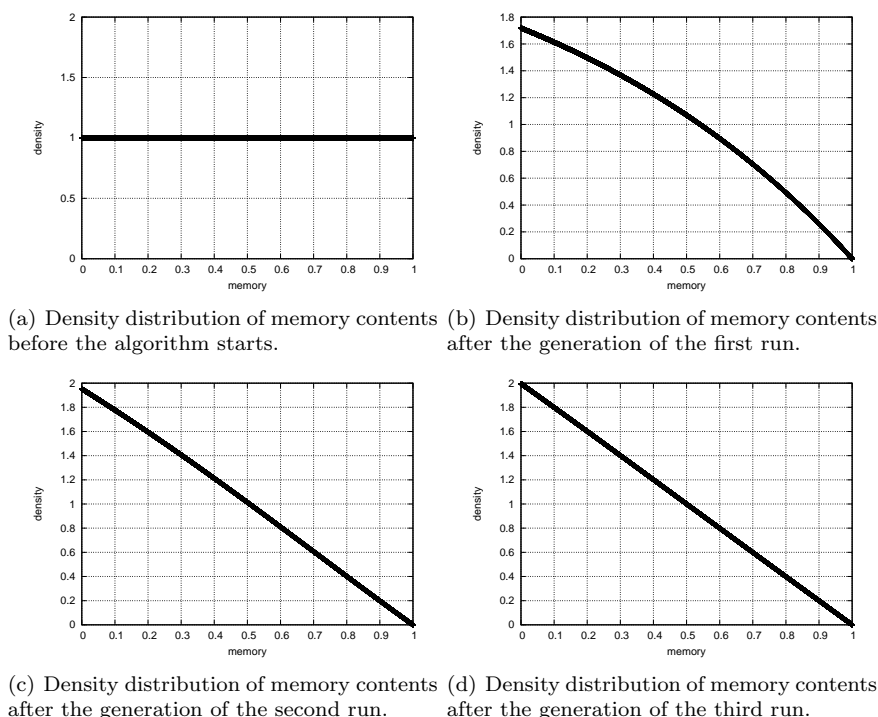 2
1.5
1
0.5
0
density
0 0.1 0.2 0.3 0.4 0.5 0.6 0.7 0.8 0.9 1
memory
(a) Density distribution of memory contents
before the algorithm starts.
1.8
1.6
1.4
1.2
1
0.8
0.6
0.4
0.2
0
density
0 0.1 0.2 0.3 0.4 0.5 0.6 0.7 0.8 0.9 1
memory
(b) Density distribution of memory contents
after the generation of the first run.
2
1.8
1.6
1.4
1.2
1
0.8
0.6
0.4
0.2
0
density
0 0.1 0.2 0.3 0.4 0.5 0.6 0.7 0.8 0.9 1
memory
(c) Density distribution of memory contents
after the generation of the second run.
2
1.8
1.6
1.4
1.2
1
0.8
0.6
0.4
0.2
0
density
0 0.1 0.2 0.3 0.4 0.5 0.6 0.7 0.8 0.9 1
memory
(d) Density distribution of memory contents
after the generation of the third run.